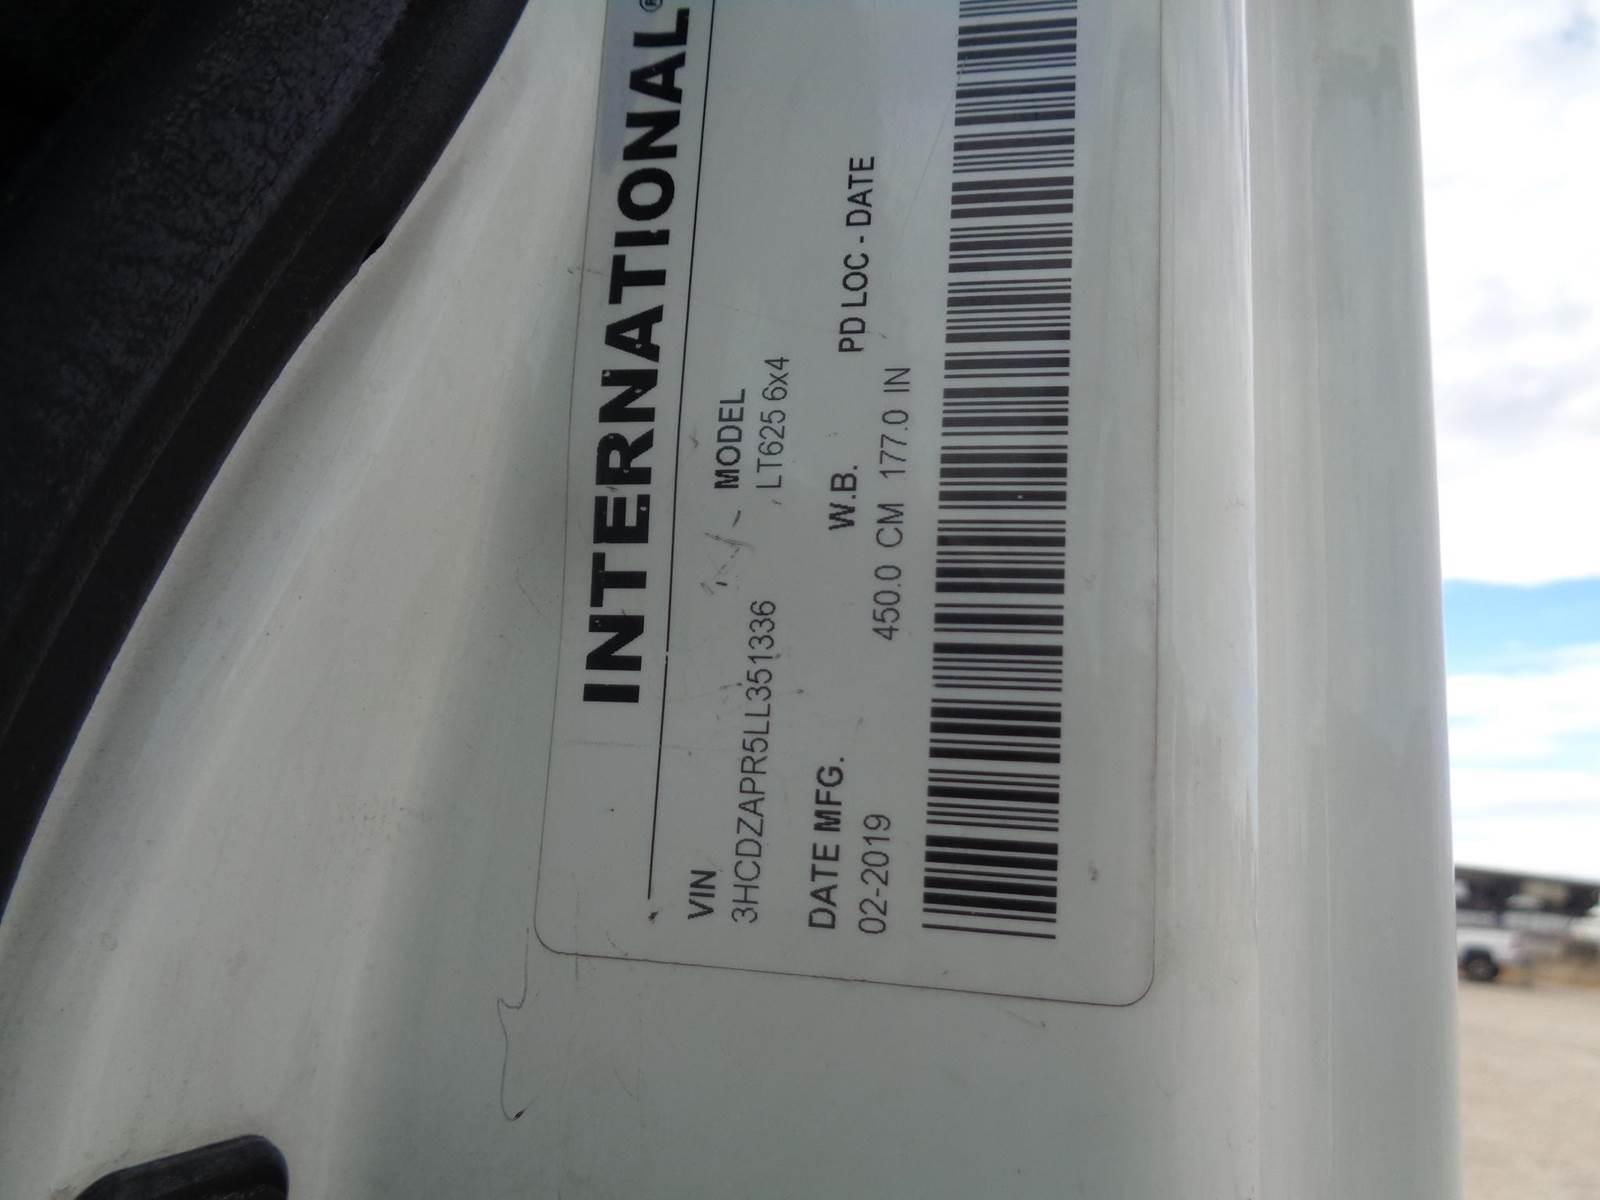 INTERNATIONAL®
VIN MODEL
3HCDZAPR5LL351336 LT625 6x4
DATE MFG. W.B. PD LOC - DATE
02-2019 450.0 CM 177.0 IN